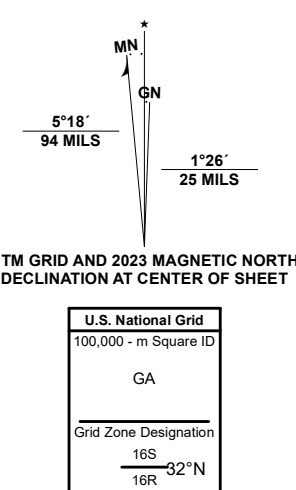 MN
GN
5°18´
94 MILS
1°26´
25 MILS
TM GRID AND 2023 MAGNETIC NORTH
DECLINATION AT CENTER OF SHEET
U.S. National Grid
100,000 - m Square ID
GA
Grid Zone Designation
16S
32°N
16R